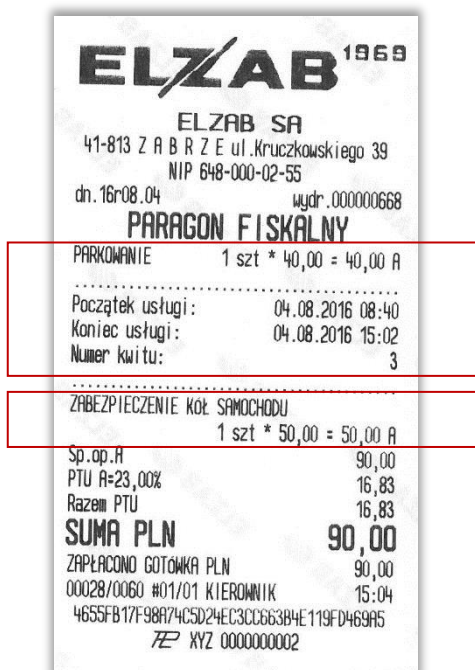 ELZAB 1969
ELZAB SA
41-813 Z A B R Z E ul.Kruczkowskiego 39
NIP 648-000-02-55
dn.16r08.04 wydr.000000668
PARAGON FISKALNY
PARKOWANIE 1 szt * 40,00 = 40,00 A
Początek usługi: 04.08.2016 08:40
Koniec usługi: 04.08.2016 15:02
Numer kwitu: 3
ZABEZPIECZENIE KÓŁ SAMOCHODU
1 szt * 50,00 = 50,00 A
Sp.op.A 90,00
PTU A=23,00% 16,83
Razem PTU 16,83
SUMA PLN 90,00
ZAPŁACONO GOTÓWKA PLN 90,00
00028/0060 #01/01 KIEROWNIK 15:04
4655FB17F98A74C5D24EC3CC663B4E119FD469A5
XYZ 0000000002